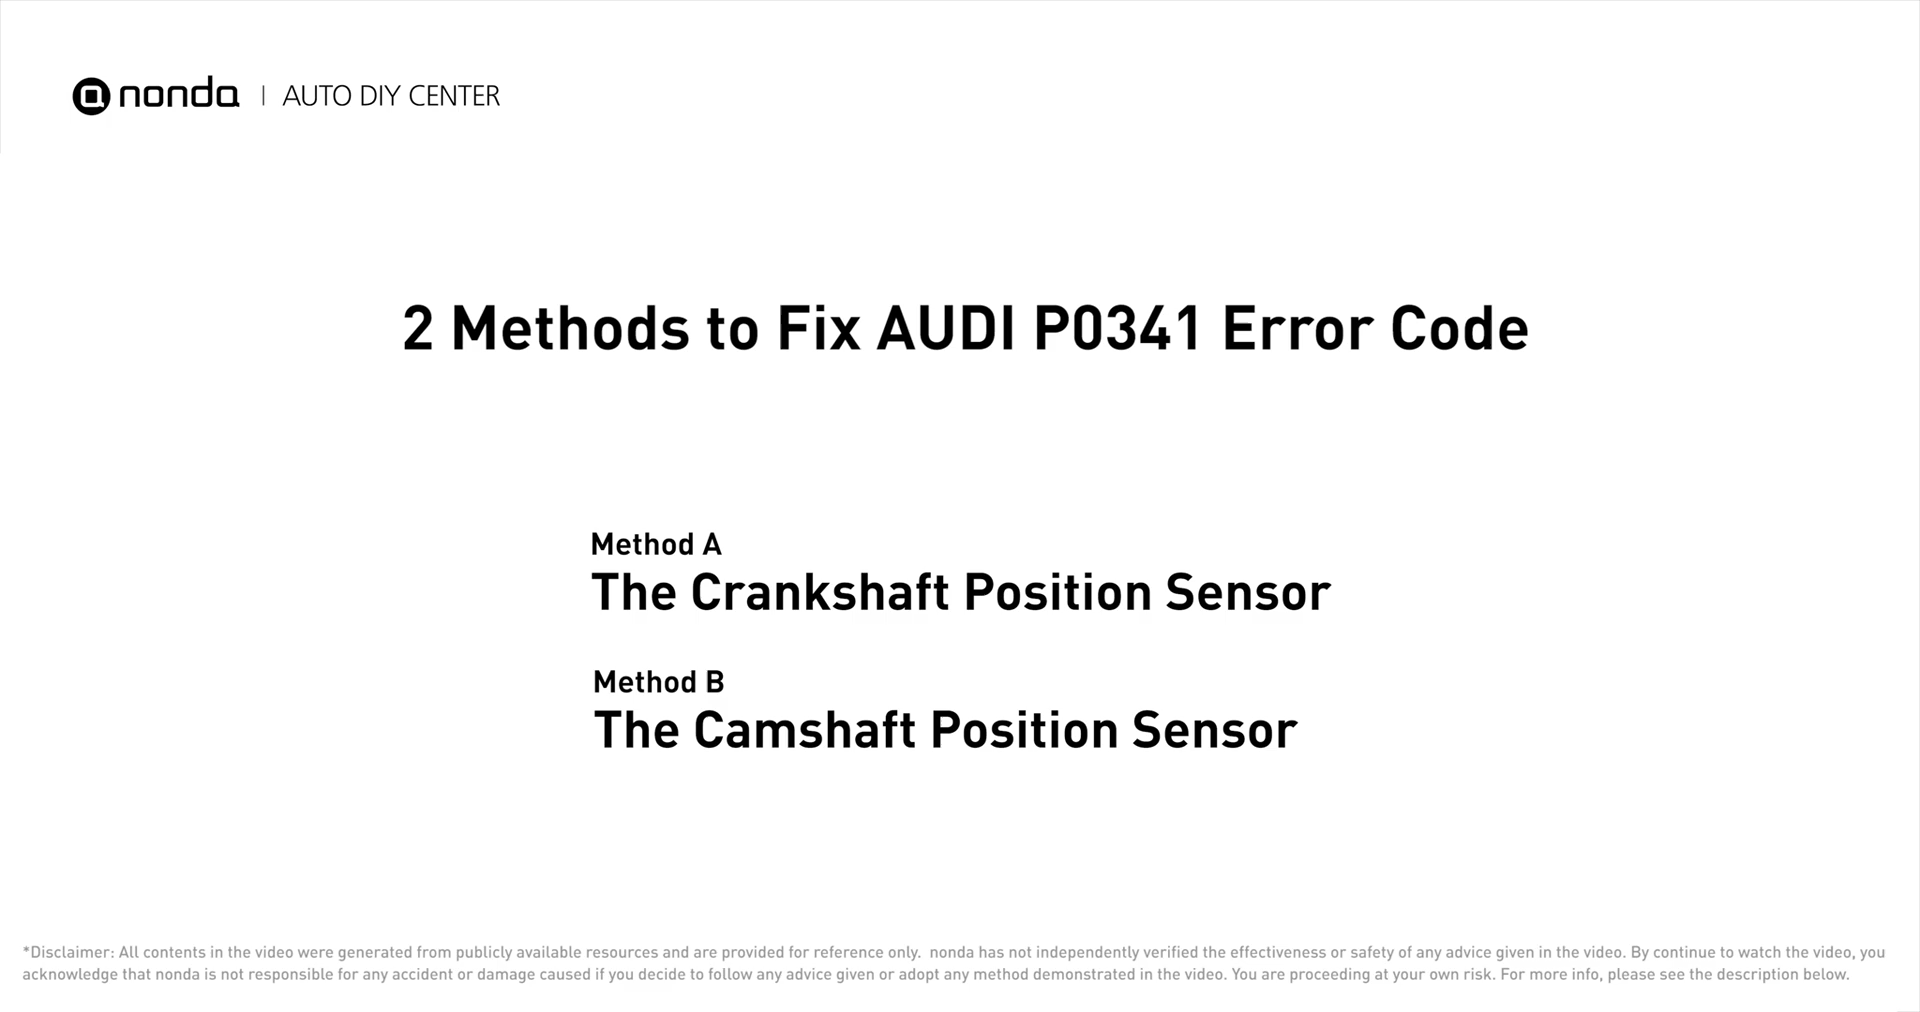 nonda | AUTO DIY CENTER
2 Methods to Fix AUDI P0341 Error Code
Method A
The Crankshaft Position Sensor
Method B
The Camshaft Position Sensor
*Disclaimer: All contents in the video were generated from publicly available resources and are provided for reference only.  nonda has not independently verified the effectiveness or safety of any advice given in the video. By continue to watch the video, you
acknowledge that nonda is not responsible for any accident or damage caused if you decide to follow any advice given or adopt any method demonstrated in the video. You are proceeding at your own risk. For more info, please see the description below.